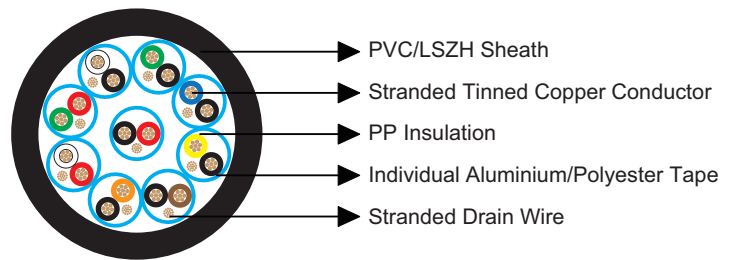 PVC/LSZH Sheath
Stranded Tinned Copper Conductor
PP Insulation
Individual Aluminium/Polyester Tape
Stranded Drain Wire